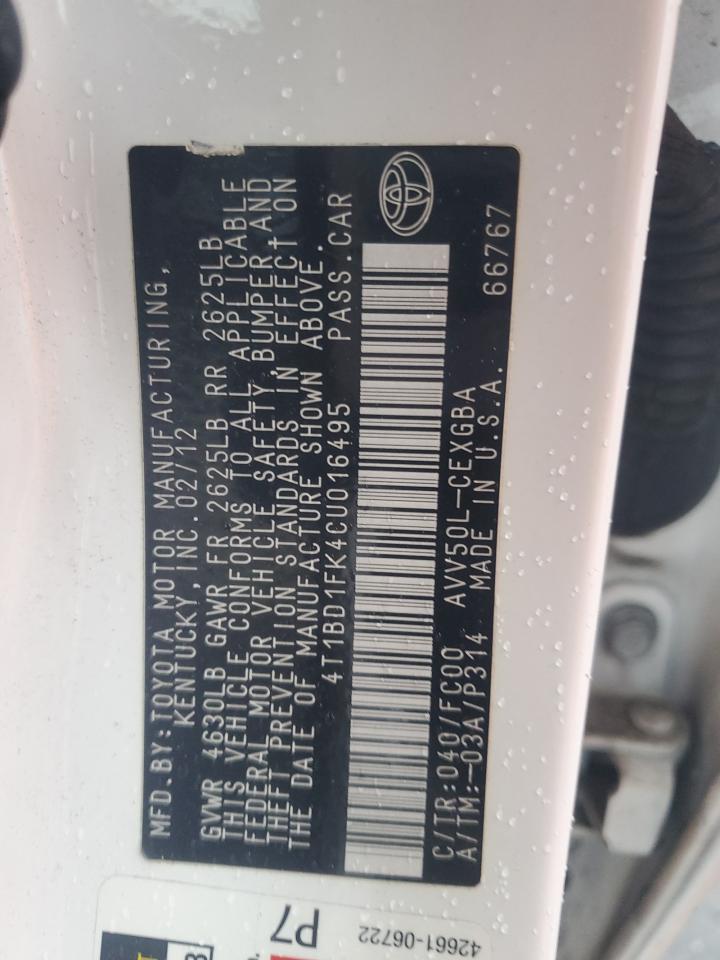 MFD.BY:TOYOTA MOTOR MANUFACTURING,
KENTUCKY, INC. 02/12
GVWR 4630LB GAWR FR 2625LB RR 2625LB
THIS VEHICLE CONFORMS TO ALL APPLICABLE
FEDERAL MOTOR VEHICLE SAFETY,BUMPER,AND
THEFT PREVENTION STANDARDS IN EFFECT ON
THE DATE OF MANUFACTURE SHOWN ABOVE.
4T1BD1FK4CU016495 PASS.CAR
C/TR:040/FC00 AVV50L-CEXGBA
A/TM:-03A/P314 MADE IN U.S.A. 66767
P7
42661-06722